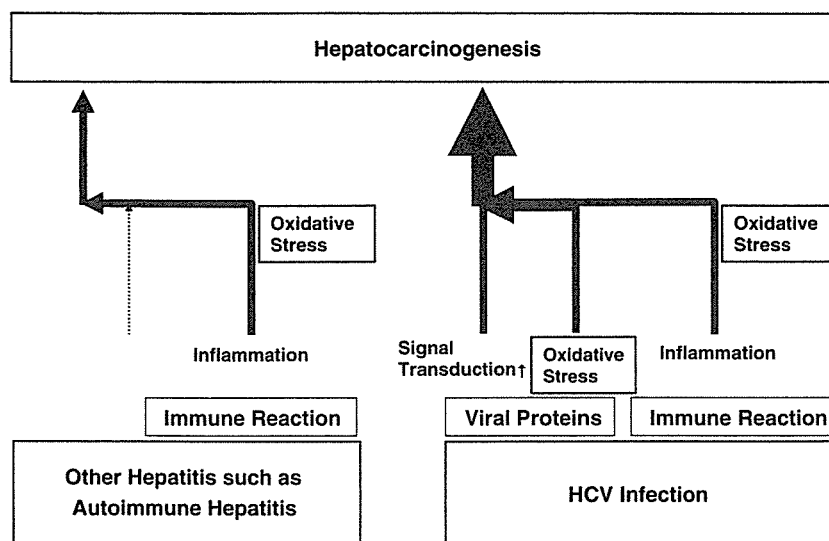 Hepatocarcinogenesis
Oxidative
Stress
Oxidative
Stress
Inflammation
Signal
Transduction↑
Oxidative
Stress
Inflammation
Immune Reaction
Viral Proteins
Immune Reaction
Other Hepatitis such as
Autoimmune Hepatitis
HCV Infection